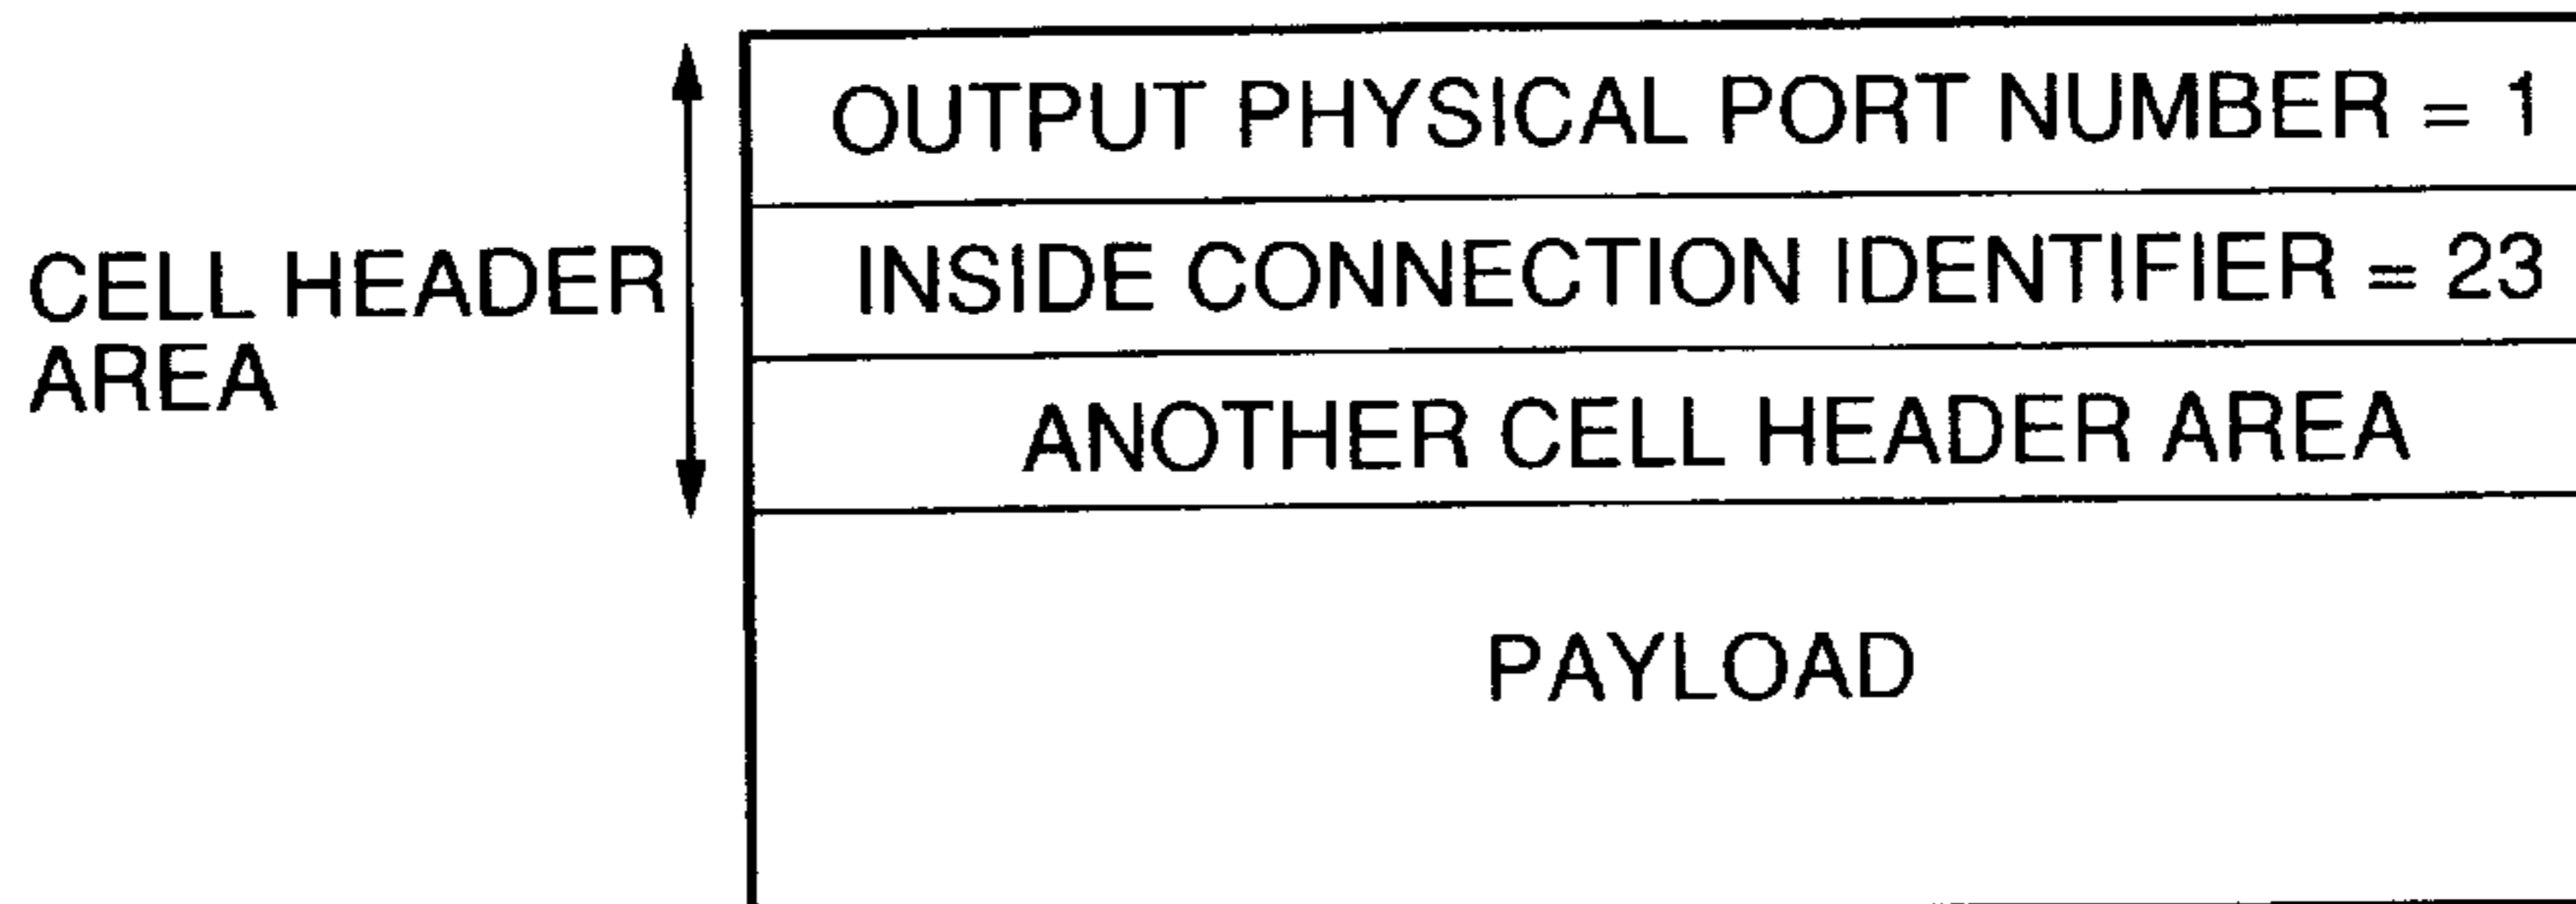 OUTPUT PHYSICAL PORT NUMBER = 1
INSIDE CONNECTION IDENTIFIER = 23
CELL HEADER
AREA
ANOTHER CELL HEADER AREA
PAYLOAD